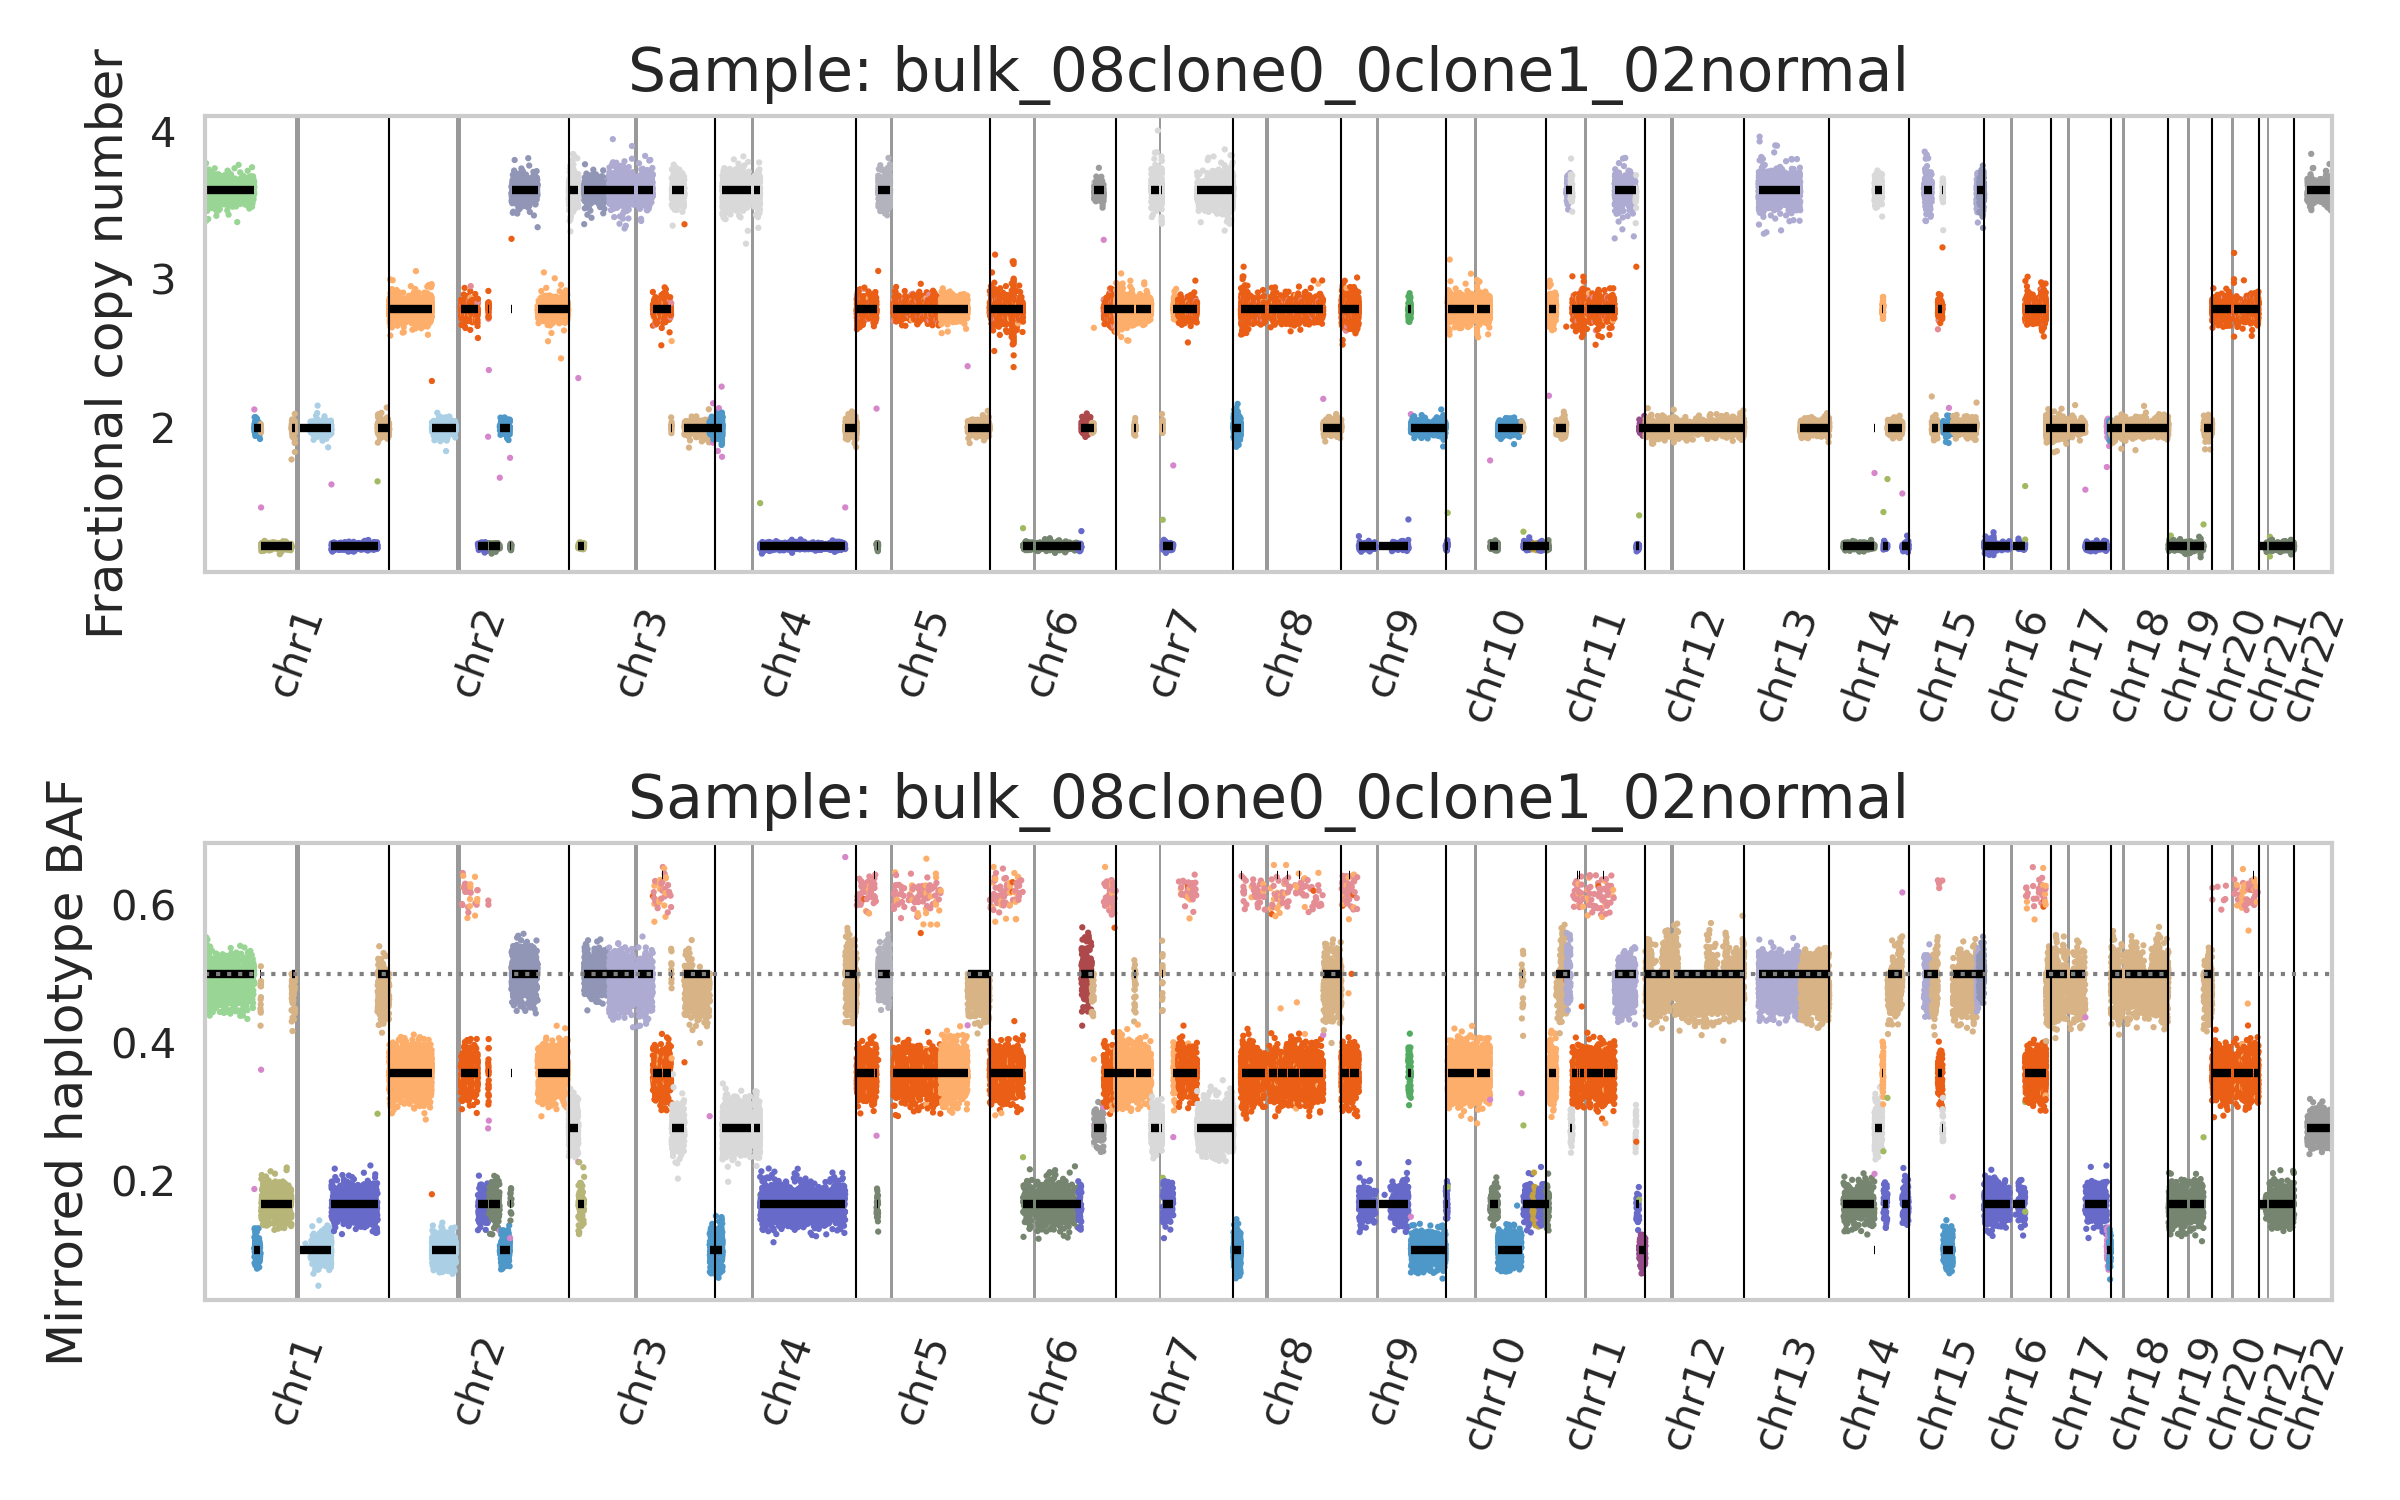 Sample: bulk_08clone0_0clone1_02normal
Fractional copy number
4
3
2
chr1 chr2 chr3 chr4 chr5 chr6 chr7 chr8 chr9 chr10 chr11 chr12 chr13 chr14 chr15 chr16 chr17 chr18 chr19 chr20 chr21 chr22
Sample: bulk_08clone0_0clone1_02normal
Mirrored haplotype BAF
0.6
0.4
0.2
chr1 chr2 chr3 chr4 chr5 chr6 chr7 chr8 chr9 chr10 chr11 chr12 chr13 chr14 chr15 chr16 chr17 chr18 chr19 chr20 chr21 chr22